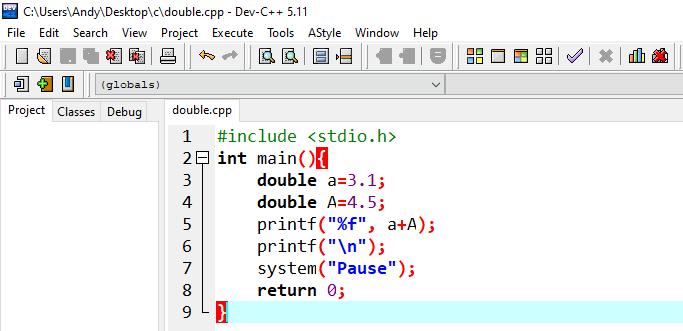 DEV C:\Users\Andy\Desktop\c\double.cpp - Dev-C++ 5.11
File Edit Search View Project Execute Tools AStyle Window Help
(globals)
Project Classes Debug double.cpp
1 #include <stdio.h>
2 int main(){
3 double a=3.1;
4 double A=4.5;
5 printf("%f", a+A);
6 printf("\n");
7 system("Pause");
8 return 0;
9 }